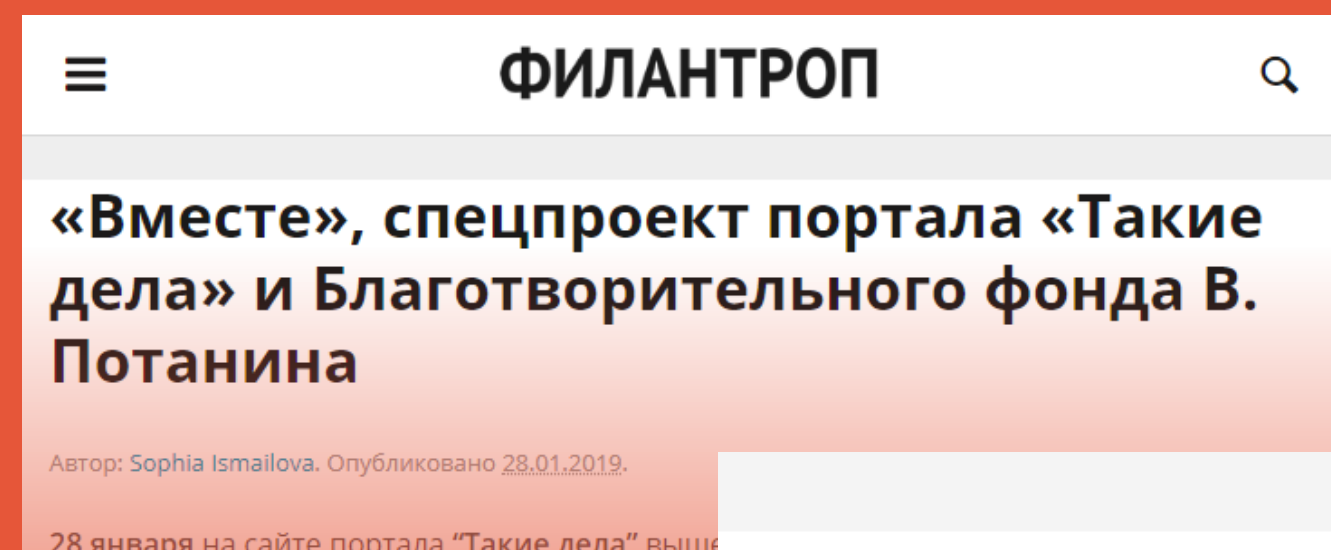 ФИЛАНТРОП
«Вместе», спецпроект портала «Такие
дела» и Благотворительного фонда В.
Потанина
Автор: Sophia Ismailova. Опубликовано 28.01.2019.
28 января на сайте портала “Такие дела”